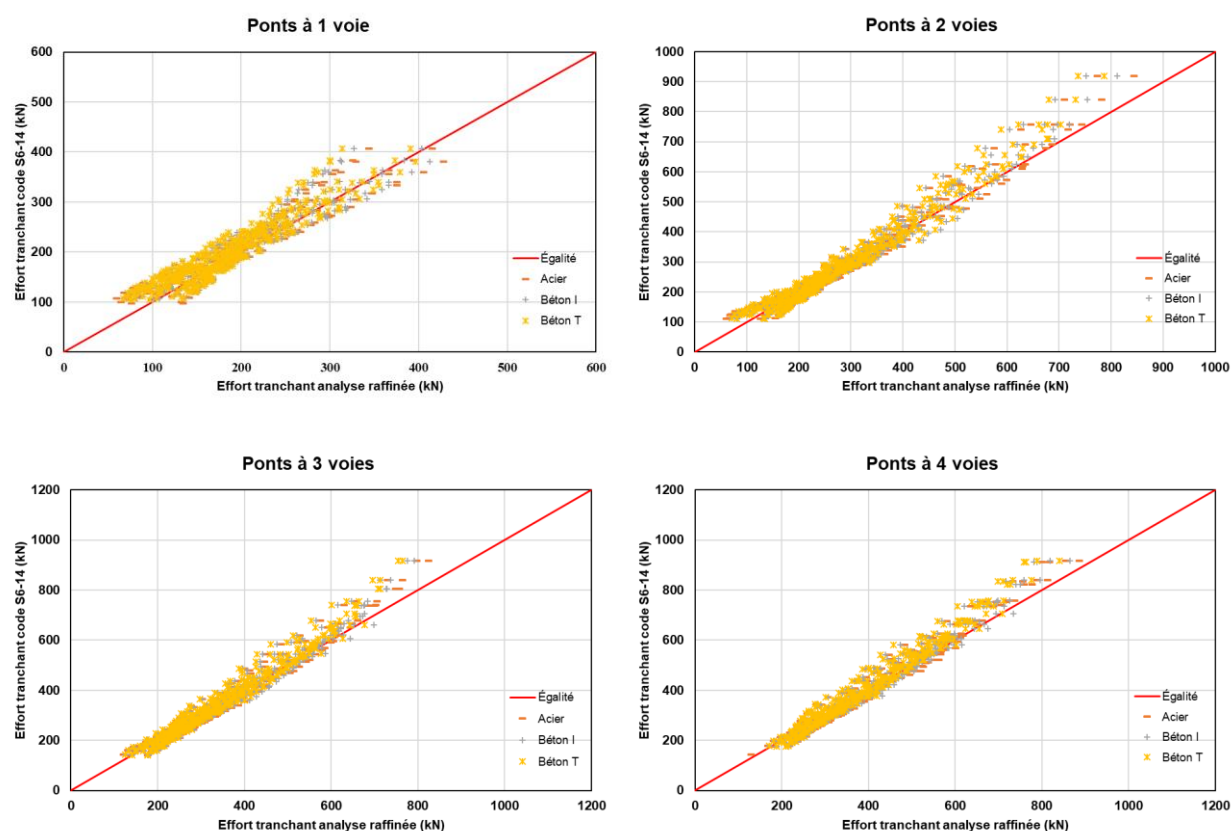 Ponts à 1 voie
600
500
400
300
200
100
0
Effort tranchant code S6-14 (kN)
Égalité
Acier
Béton I
Béton T
0 100 200 300 400 500 600
Effort tranchant analyse raffinée (kN)
Ponts à 2 voies
1000
900
800
700
600
500
400
300
200
100
0
Effort tranchant code S6-14 (kN)
Égalité
Acier
Béton I
Béton T
0 100 200 300 400 500 600 700 800 900 1000
Effort tranchant analyse raffinée (kN)
Ponts à 3 voies
1200
1000
800
600
400
200
0
Effort tranchant code S6-14 (kN)
Égalité
Acier
Béton I
Béton T
0 200 400 600 800 1000 1200
Effort tranchant analyse raffinée (kN)
Ponts à 4 voies
1200
1000
800
600
400
200
0
Effort tranchant code S6-14 (kN)
Égalité
Acier
Béton I
Béton T
0 200 400 600 800 1000 1200
Effort tranchant analyse raffinée (kN)